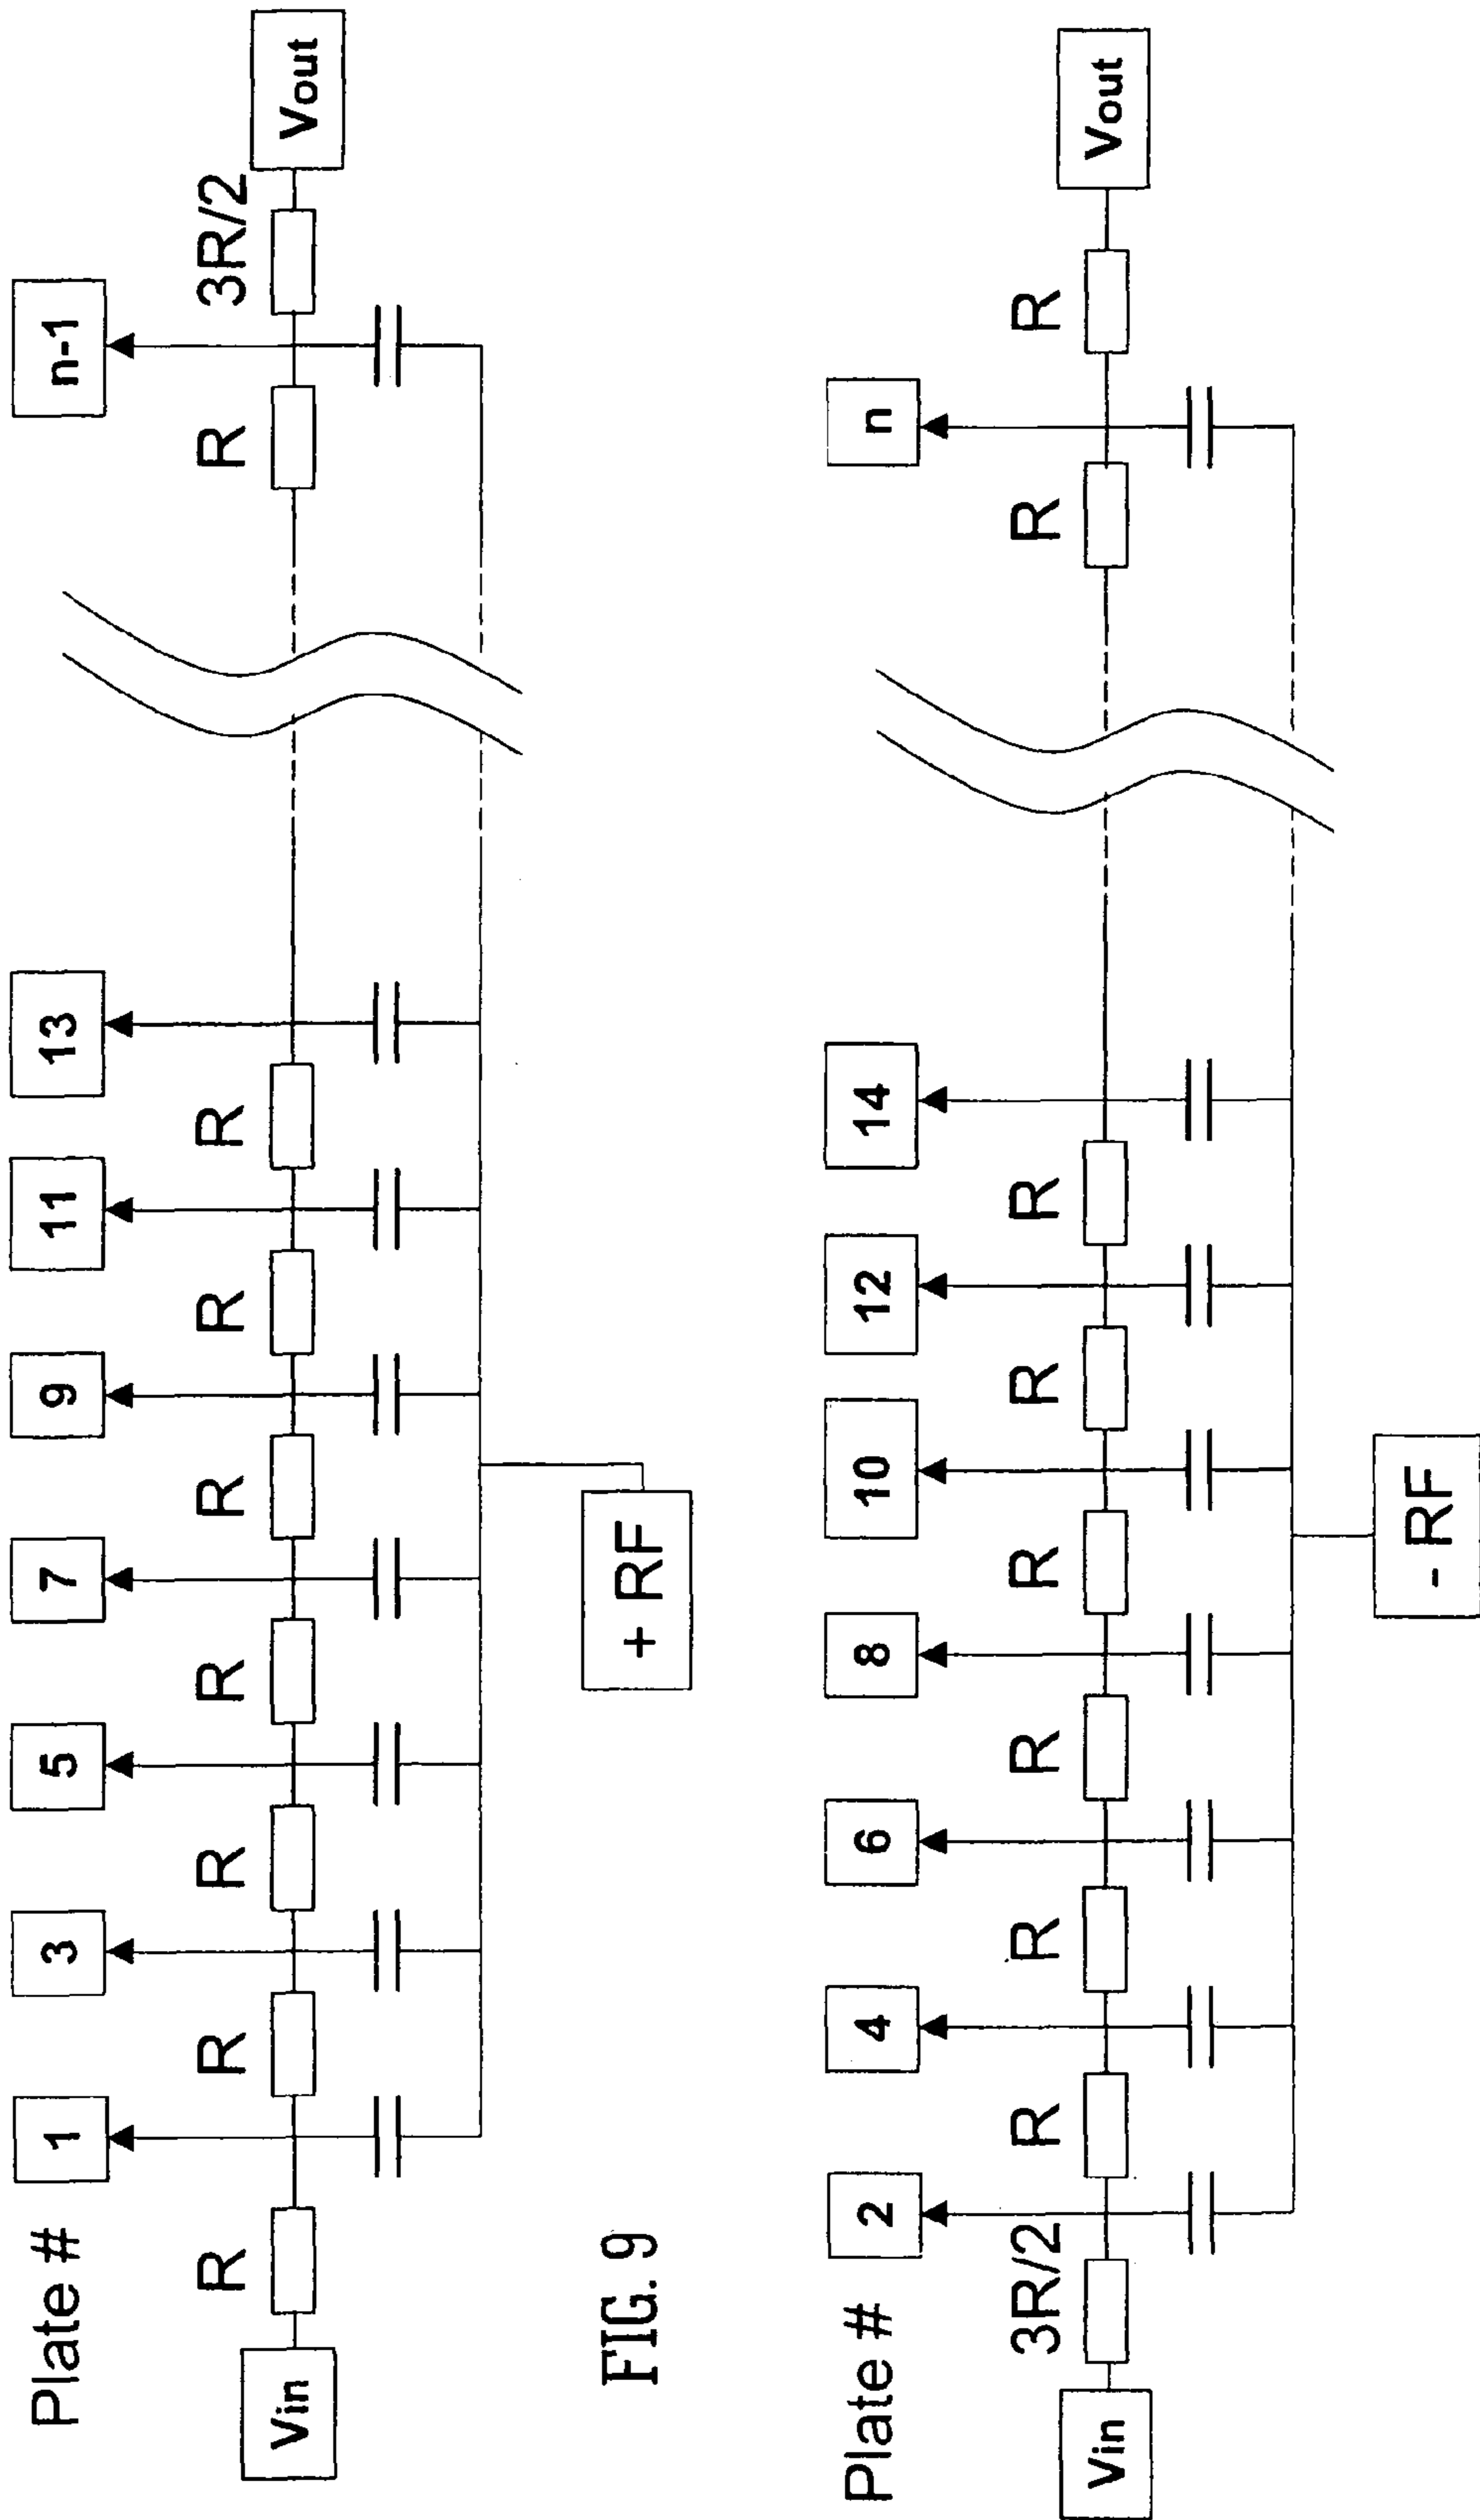 Plate #
1
3
5
7
9
11
13
n-1
Vin
R
R
R
R
R
R
R
R
3R/2
Vout
+ RF
FIG. 9
Plate #
2
4
6
8
10
12
14
n
Vin
3R/2
R
R
R
R
R
R
R
R
Vout
- RF